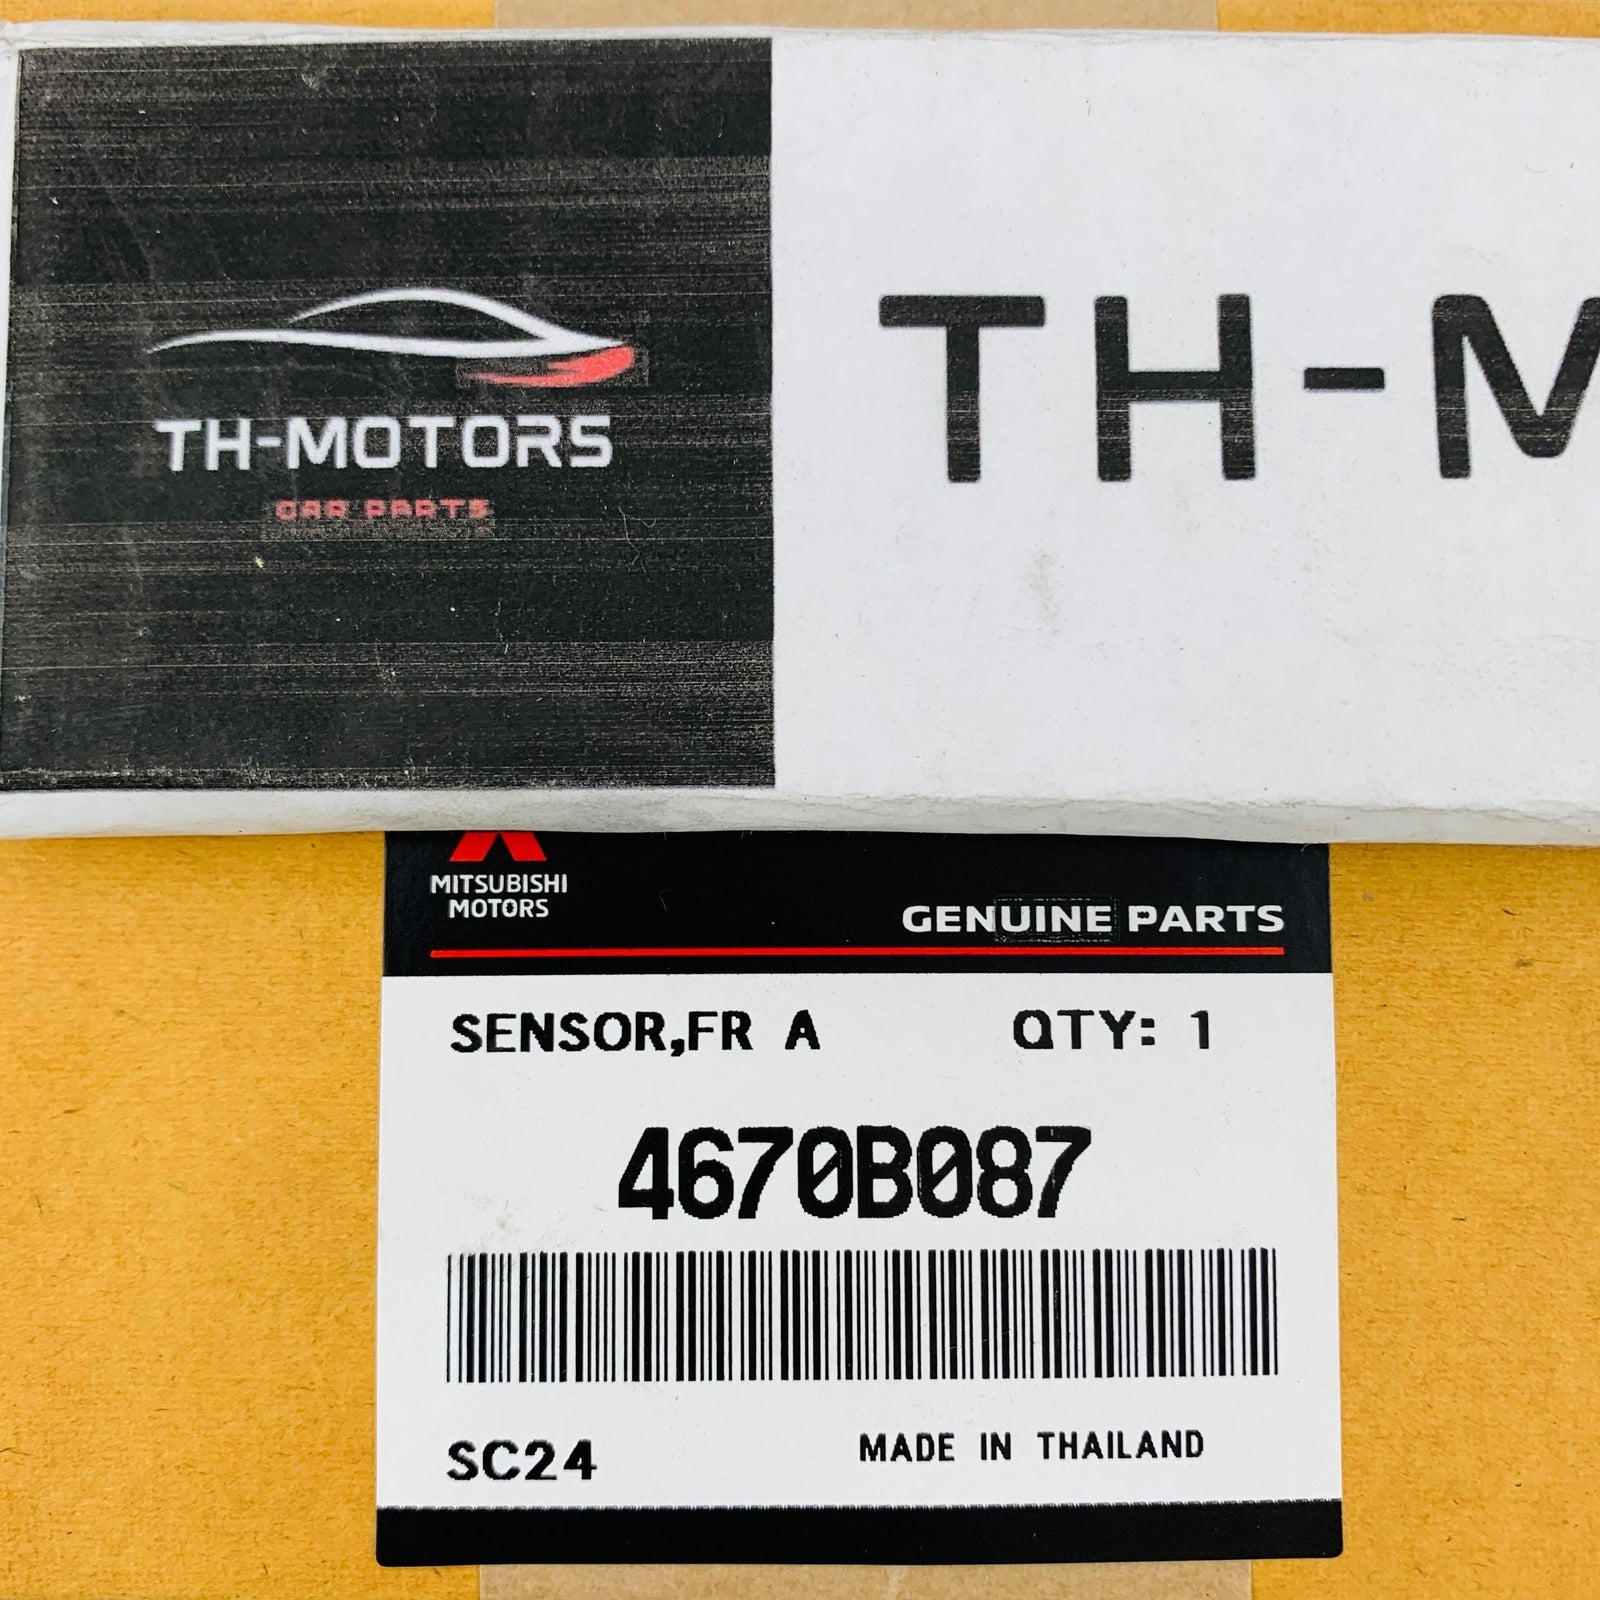 TH-MOTORS
CAR PARTS
TH-M
MITSUBISHI
MOTORS
GENUINE PARTS
SENSOR,FR A QTY: 1
4670B087
SC24 MADE IN THAILAND